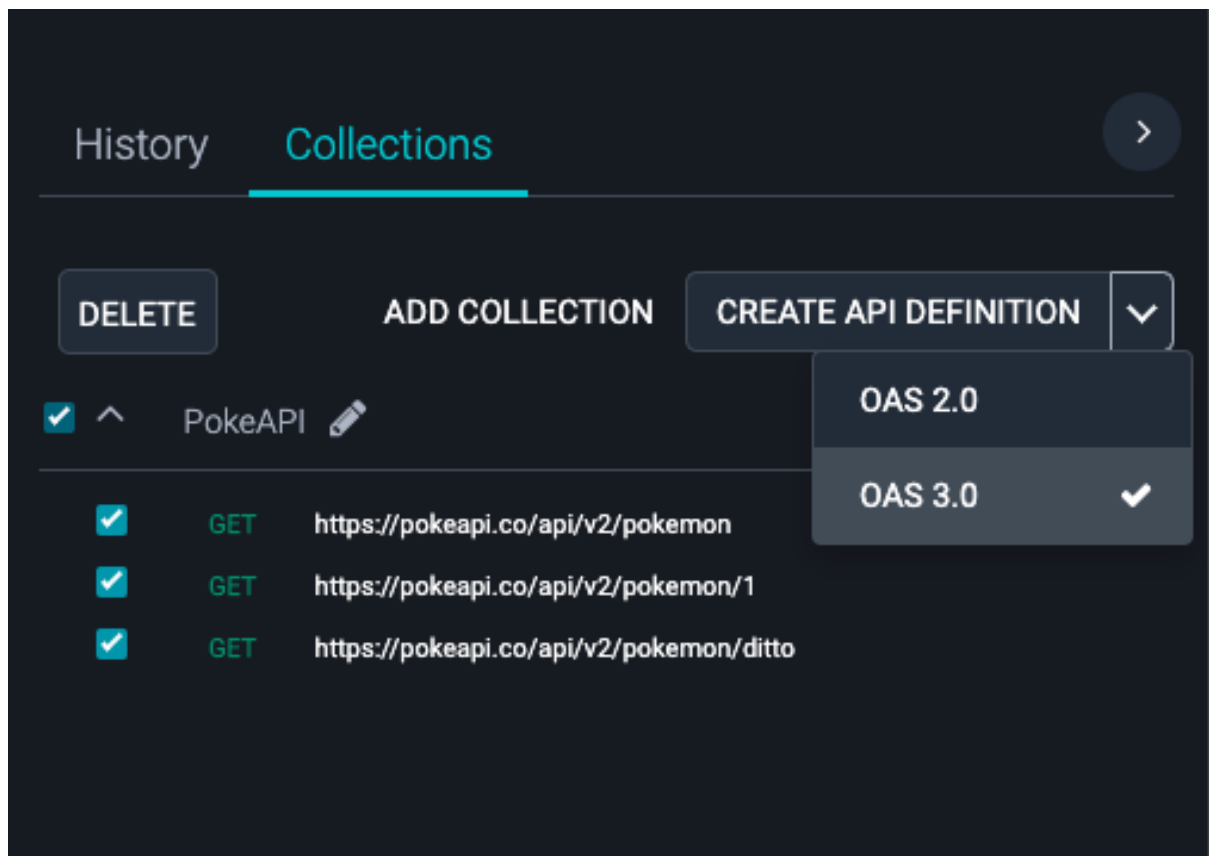 History Collections
DELETE ADD COLLECTION CREATE API DEFINITION
OAS 2.0
PokeAPI
OAS 3.0
GET https://pokeapi.co/api/v2/pokemon
GET https://pokeapi.co/api/v2/pokemon/1
GET https://pokeapi.co/api/v2/pokemon/ditto